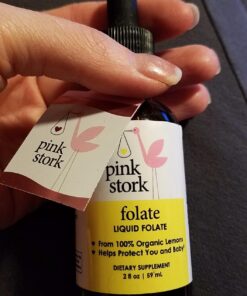 pink
stork
pink
stork
folate
LIQUID FOLATE
• From 100% Organic Lemons
• Helps Protect You and Baby†
DIETARY SUPPLEMENT
2 fl oz | 59 mL